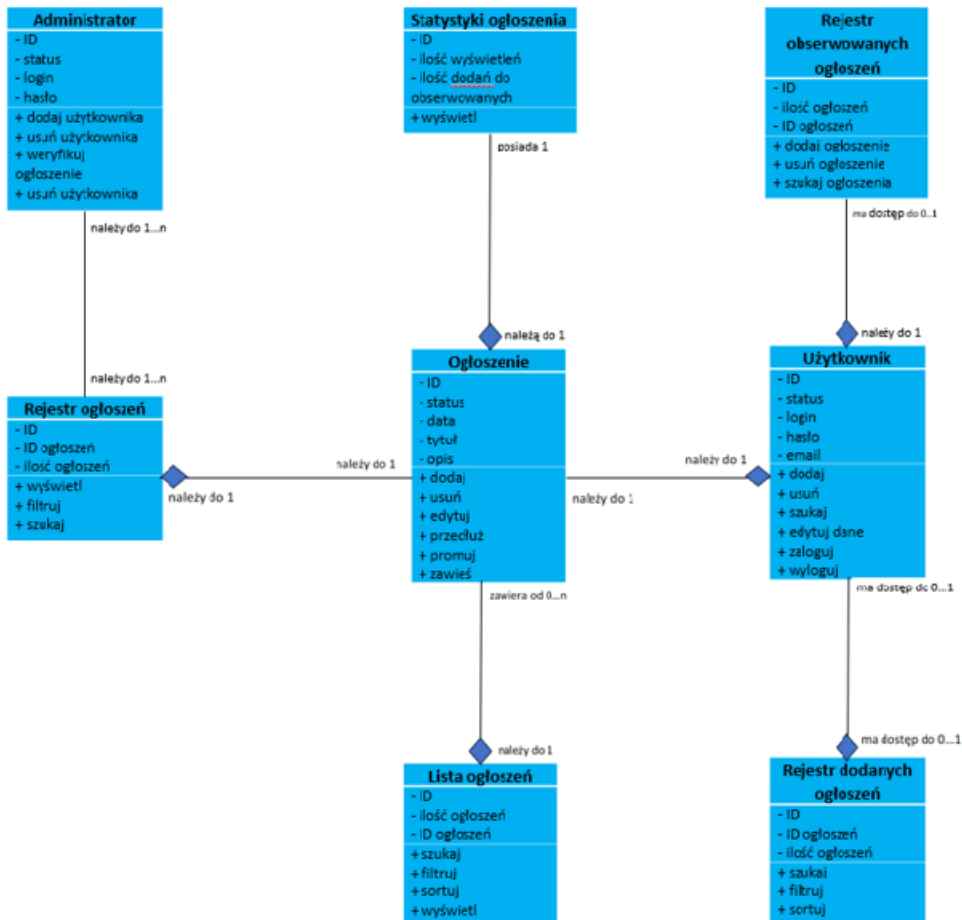 Administrator
- ID
- status
- login
- hasło
+ dodaj użytkownika
+ usuń użytkownika
+ weryfikuj
ogłoszenie
+ usuń użytkownika
należy do 1...n
należy do 1...n
Rejestr ogłoszeń
- ID
- ID ogłoszeń
- ilość ogłoszeń
+ wyświetl
+ filtruj
+ szukaj
należy do 1
należy do 1
Statystyki ogłoszenia
- ID
- ilość wyświetleń
- ilość dodań do
obserwowanych
+ wyświetl
posiada 1
należą do 1
Ogłoszenie
- ID
- status
- data
- tytuł
- opis
+ dodaj
+ usuń
+ edytuj
+ przedłuż
+ promuj
+ zawieś
zawiera od 0...n
należy do 1
Lista ogłoszeń
- ID
- ilość ogłoszeń
- ID ogłoszeń
+ szukaj
+ filtruj
+ sortuj
+ wyświetl
należy do 1
należy do 1
Rejestr
obserwowanych
ogłoszeń
- ID
- ilość ogłoszeń
- ID ogłoszeń
+ dodaj ogłoszenie
+ usuń ogłoszenie
+ szukaj ogłoszenia
ma dostęp do 0..1
należy do 1
Użytkownik
- ID
- status
- login
- hasło
- email
+ dodaj
+ usuń
+ szukaj
+ edytuj dane
+ zaloguj
+ wyloguj
ma dostęp do 0...1
ma dostęp do 0...1
Rejestr dodanych
ogłoszeń
- ID
- ID ogłoszeń
- ilość ogłoszeń
+ szukaj
+ filtruj
+ sortuj